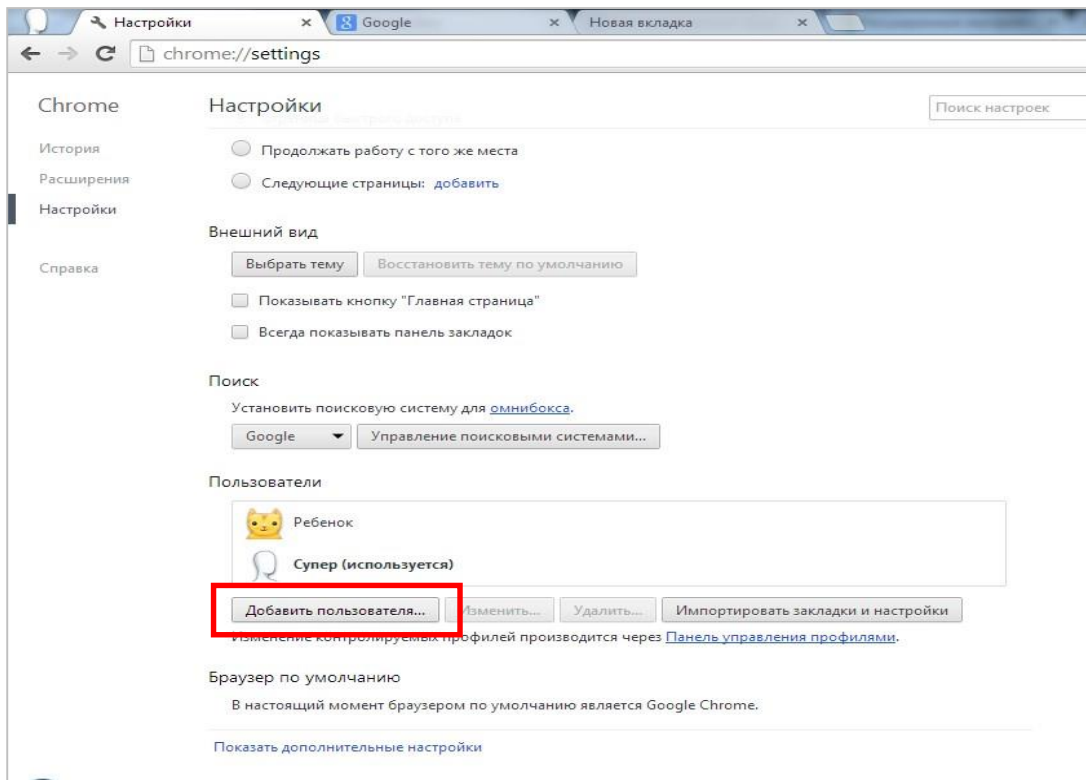 Настройки
Google
Новая вкладка
chrome://settings
Chrome
Настройки
Поиск настроек
История
Расширения
Настройки
Справка
Продолжать работу с того же места
Следующие страницы: добавить
Внешний вид
Выбрать тему
Восстановить тему по умолчанию
Показывать кнопку "Главная страница"
Всегда показывать панель закладок
Поиск
Установить поисковую систему для омнибокса.
Google
Управление поисковыми системами...
Пользователи
Ребенок
Супер (используется)
Добавить пользователя...
Изменить...
Удалить...
Импортировать закладки и настройки
Изменение контролируемых профилей производится через Панель управления профилями.
Браузер по умолчанию
В настоящий момент браузером по умолчанию является Google Chrome.
Показать дополнительные настройки